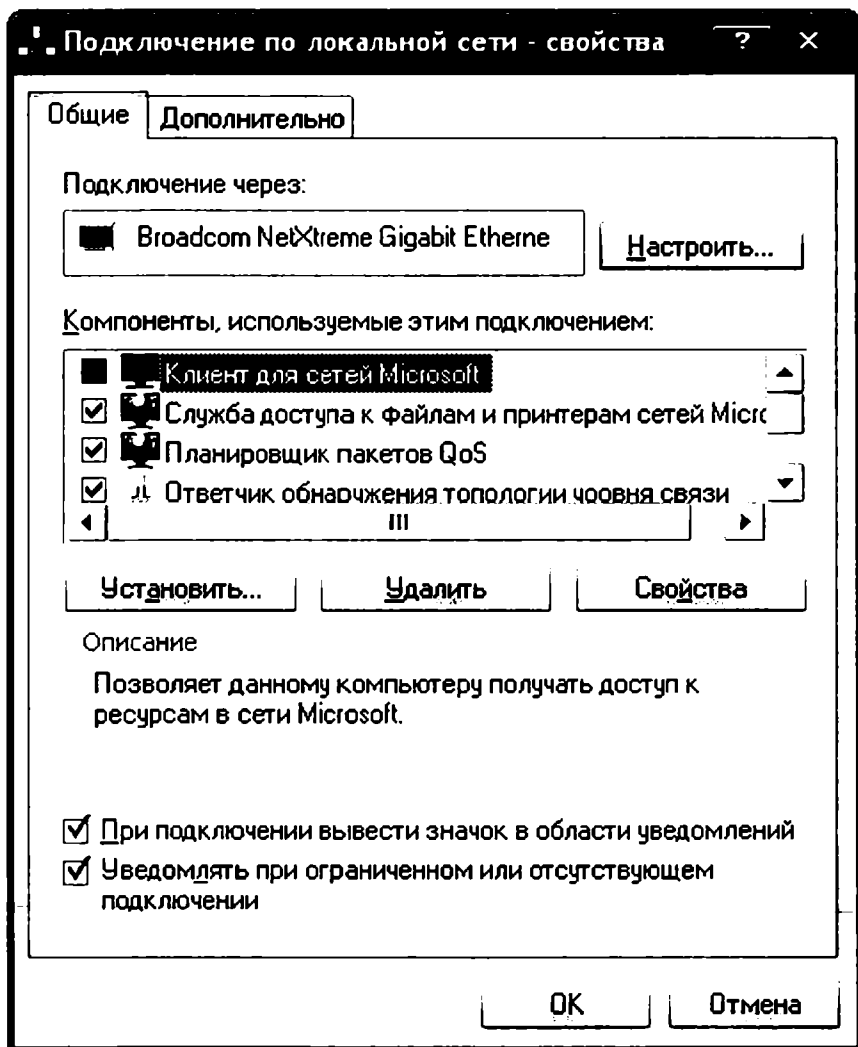 Подключение по локальной сети - свойства ? ×
Общие Дополнительно
Подключение через:
Broadcom NetXtreme Gigabit Etherne Настроить...
Компоненты, используемые этим подключением:
Клиент для сетей Microsoft
Служба доступа к файлам и принтерам сетей Micro
Планировщик пакетов QoS
Ответчик обнаружения топологии уровня связи
Установить... Удалить Свойства
Описание
Позволяет данному компьютеру получать доступ к
ресурсам в сети Microsoft.
При подключении вывести значок в области уведомлений
Уведомлять при ограниченном или отсутствующем
подключении
OK Отмена